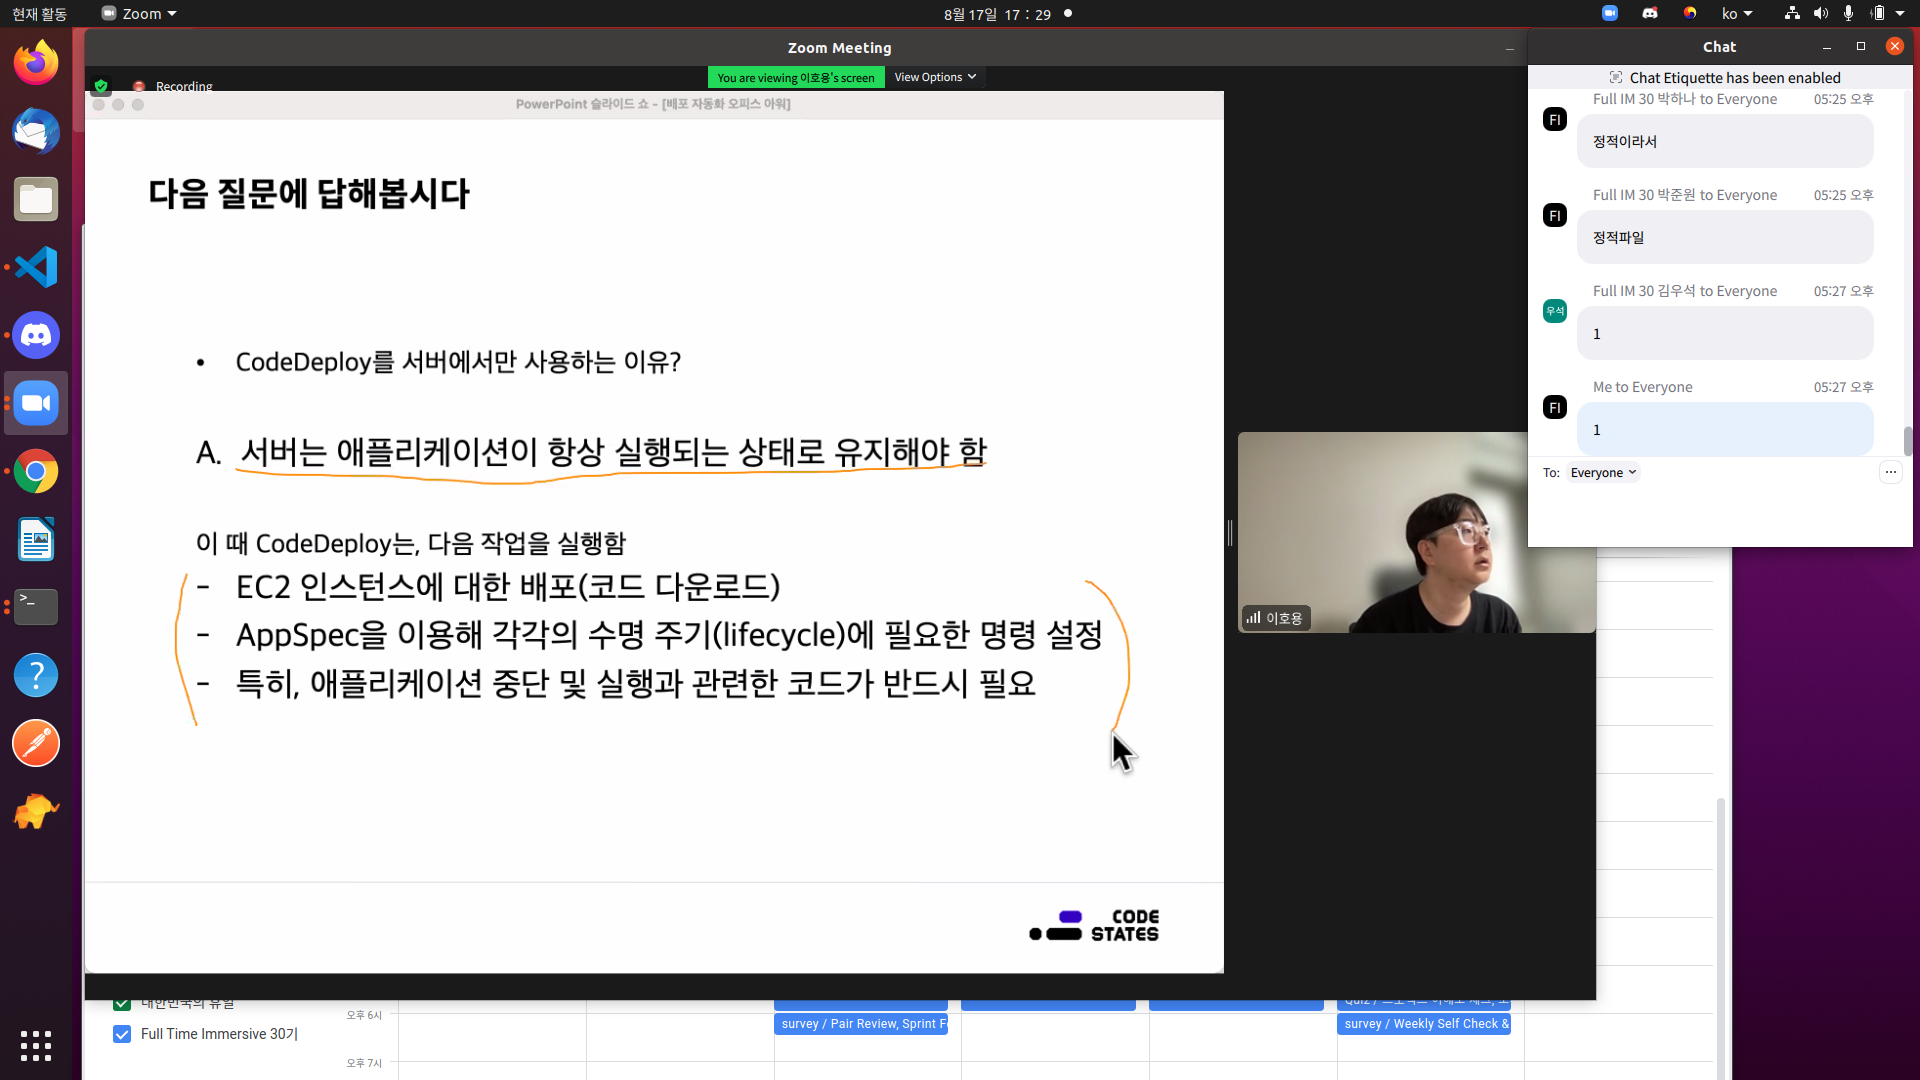 현재 활동
Zoom
8월 17일 17 : 29
ko
Zoom Meeting
Recording
You are viewing 이호용's screen
View Options
PowerPoint 슬라이드 쇼 - [배포 자동화 오피스 아워]
다음 질문에 답해봅시다
• CodeDeploy를 서버에서만 사용하는 이유?
A. 서버는 애플리케이션이 항상 실행되는 상태로 유지해야 함
이 때 CodeDeploy는, 다음 작업을 실행함
- EC2 인스턴스에 대한 배포(코드 다운로드)
- AppSpec을 이용해 각각의 수명 주기(lifecycle)에 필요한 명령 설정
- 특히, 애플리케이션 중단 및 실행과 관련한 코드가 반드시 필요
CODE
STATES
이호용
Chat
Chat Etiquette has been enabled
Full IM 30 박하나 to Everyone 05:25 오후
FI
정적이라서
Full IM 30 박준원 to Everyone 05:25 오후
FI
정적파일
Full IM 30 김우석 to Everyone 05:27 오후
우석
1
Me to Everyone 05:27 오후
FI
1
To: Everyone
대한민국의 휴일
Full Time Immersive 30기
오후 6시
오후 7시
survey / Pair Review, Sprint F
survey / Weekly Self Check &